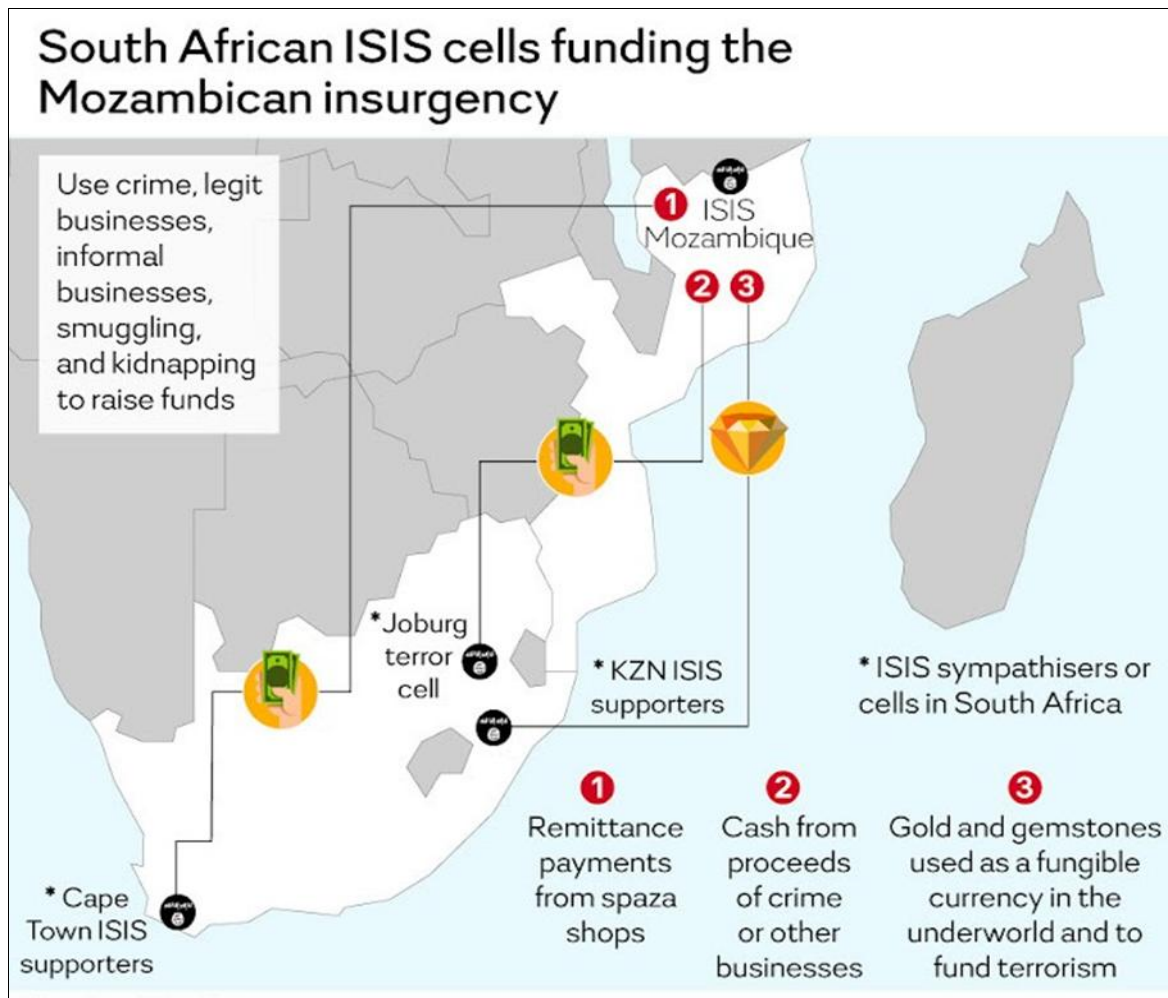 South African ISIS cells funding the
Mozambican insurgency
Use crime, legit
businesses,
informal
businesses,
smuggling,
and kidnapping
to raise funds
1
ISIS
Mozambique
2
3
*Joburg
terror
cell
* KZN ISIS
supporters
* ISIS sympathisers or
cells in South Africa
* Cape
Town ISIS
supporters
1
Remittance
payments
from spaza
shops
2
Cash from
proceeds
of crime
or other
businesses
3
Gold and gemstones
used as a fungible
currency in the
underworld and to
fund terrorism